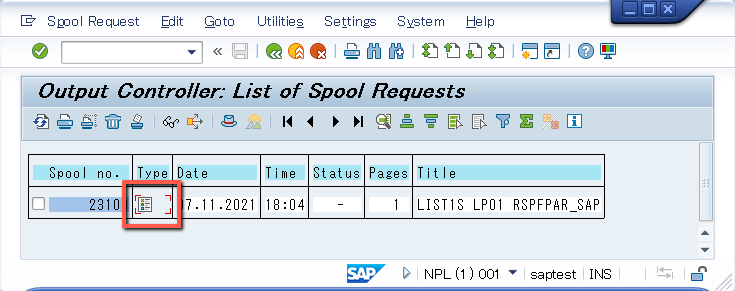 Spool Request Edit Goto Utilities Settings System Help
Output Controller: List of Spool Requests
Spool no. Type Date Time Status Pages Title
2310 07.11.2021 18:04 - 1 LIST1S LP01 RSPFPAR_SAP
SAP NPL (1) 001 saptest INS